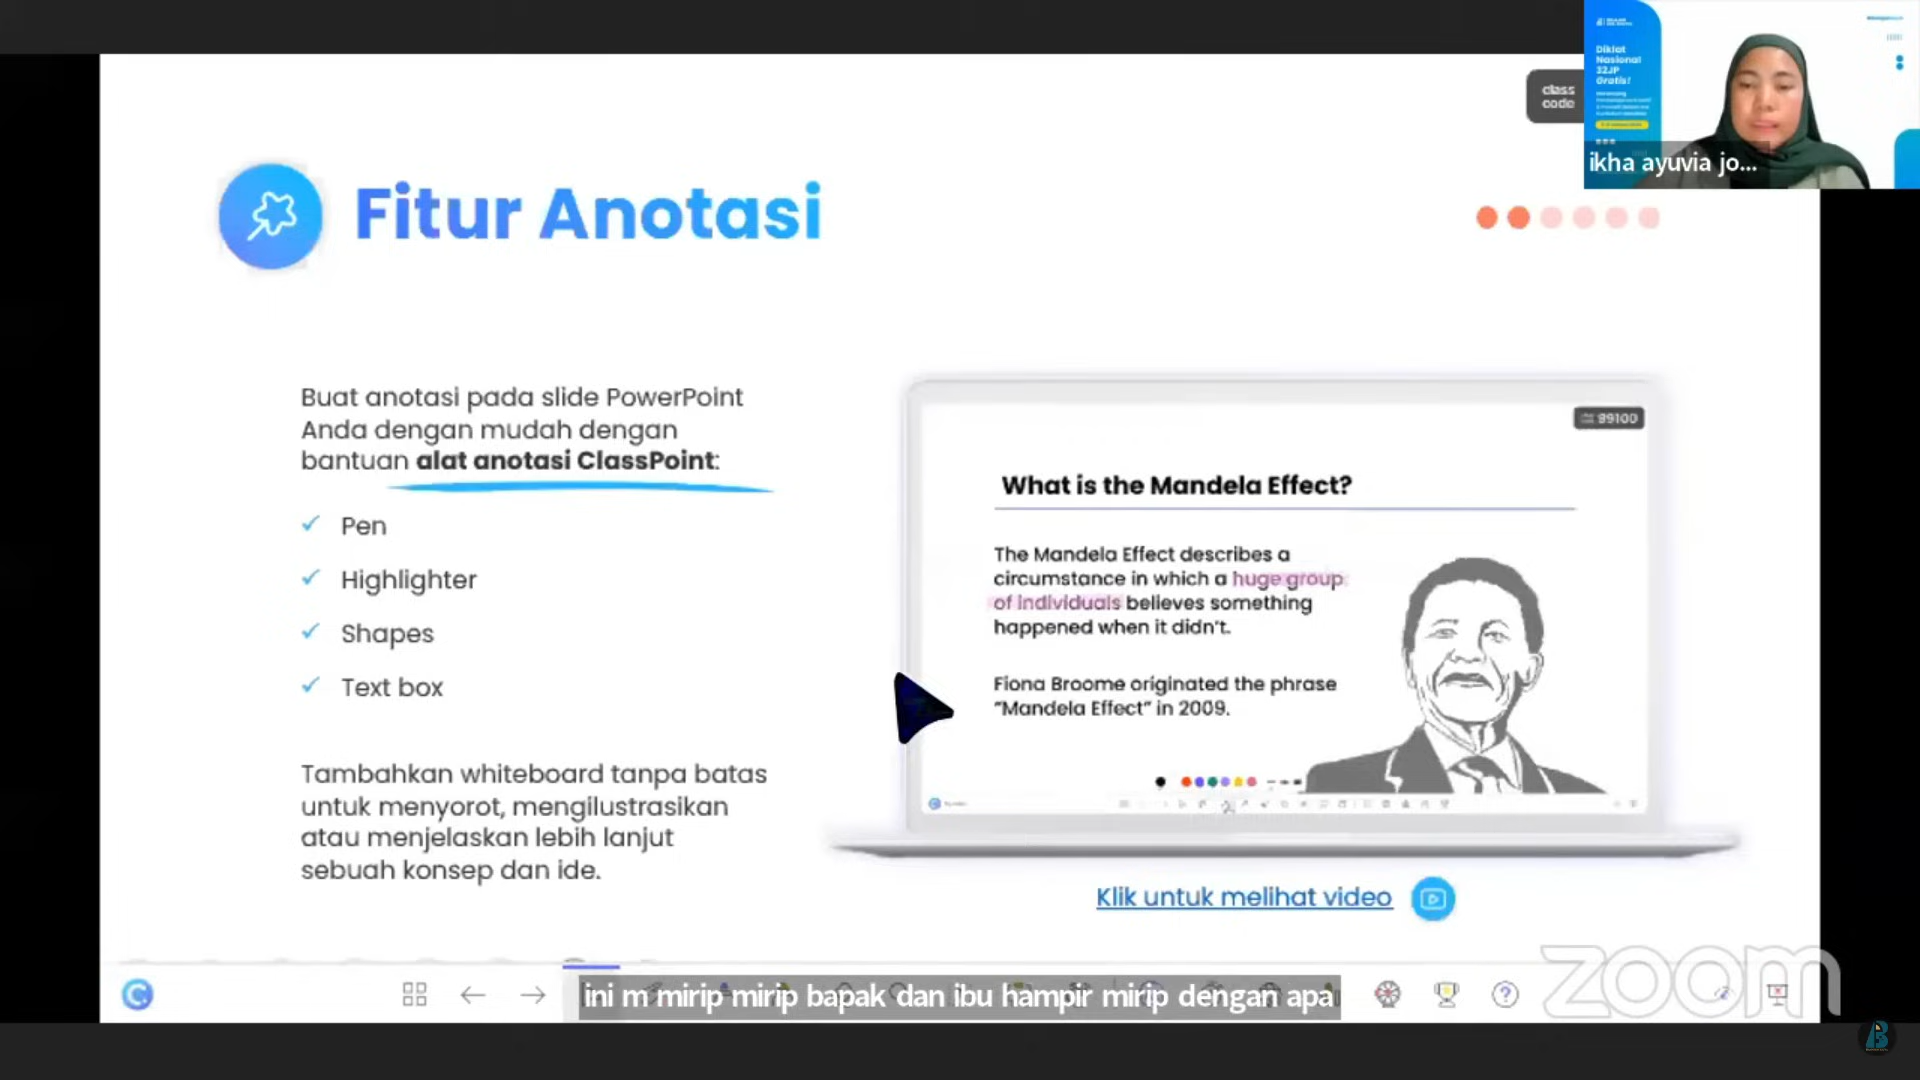 class
code
Diklat
Nasional
32JP
Gratis!
ikha ayuvia jo...
Fitur Anotasi
Buat anotasi pada slide PowerPoint
Anda dengan mudah dengan
bantuan alat anotasi ClassPoint:
✓ Pen
✓ Highlighter
✓ Shapes
✓ Text box
Tambahkan whiteboard tanpa batas
untuk menyorot, mengilustrasikan
atau menjelaskan lebih lanjut
sebuah konsep dan ide.
89100
What is the Mandela Effect?
The Mandela Effect describes a
circumstance in which a huge group
of individuals believes something
happened when it didn't.
Fiona Broome originated the phrase
"Mandela Effect" in 2009.
Klik untuk melihat video
ini m mirip mirip bapak dan ibu hampir mirip dengan apa
zoom